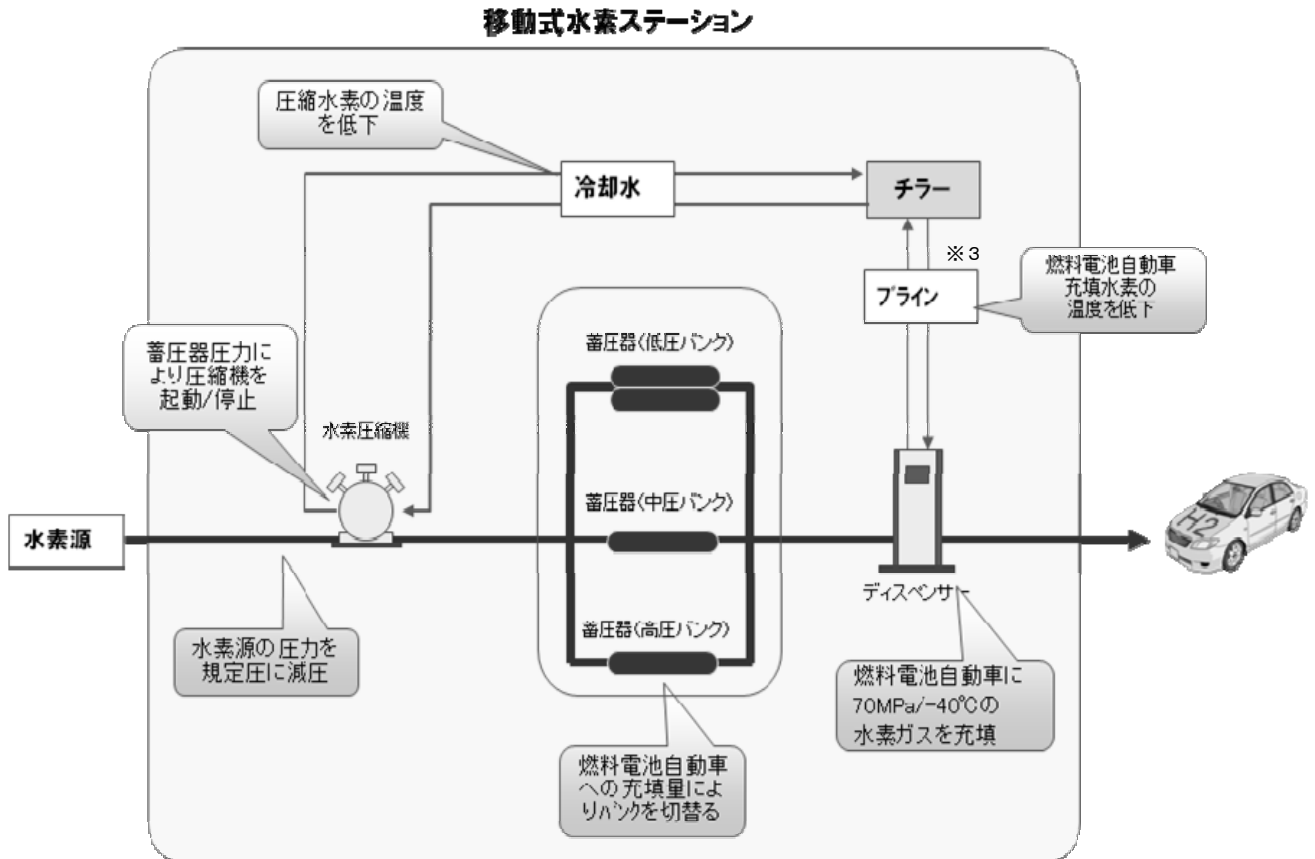 移動式水素ステーション
圧縮水素の温度
を低下
冷却水
チラー
※3
ブライン
燃料電池自動車
充填水素の
温度を低下
蓄圧器圧力に
より圧縮機を
起動/停止
水素圧縮機
蓄圧器(低圧バンク)
蓄圧器(中圧バンク)
蓄圧器(高圧バンク)
水素源
H2
ディスペンサー
水素源の圧力を
規定圧に減圧
燃料電池自動車に
70MPa/-40℃の
水素ガスを充填
燃料電池自動車
への充填量によ
りバンクを切替る